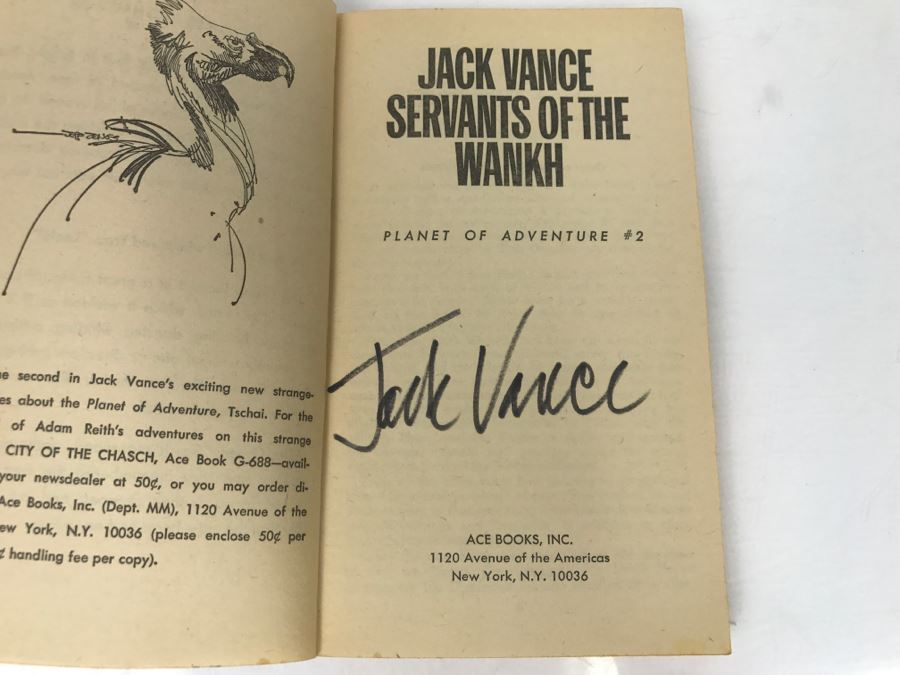 JEFF JONES
e second in Jack Vance's exciting new strange-
es about the Planet of Adventure, Tschai. For the
of Adam Reith's adventures on this strange
CITY OF THE CHASCH, Ace Book G-688—avail-
your newsdealer at 50¢, or you may order di-
Ace Books, Inc. (Dept. MM), 1120 Avenue of the
ew York, N.Y. 10036 (please enclose 50¢ per
¢ handling fee per copy).
JACK VANCE
SERVANTS OF THE
WANKH
PLANET OF ADVENTURE #2
Jack Vance
ACE BOOKS, INC.
1120 Avenue of the Americas
New York, N.Y. 10036